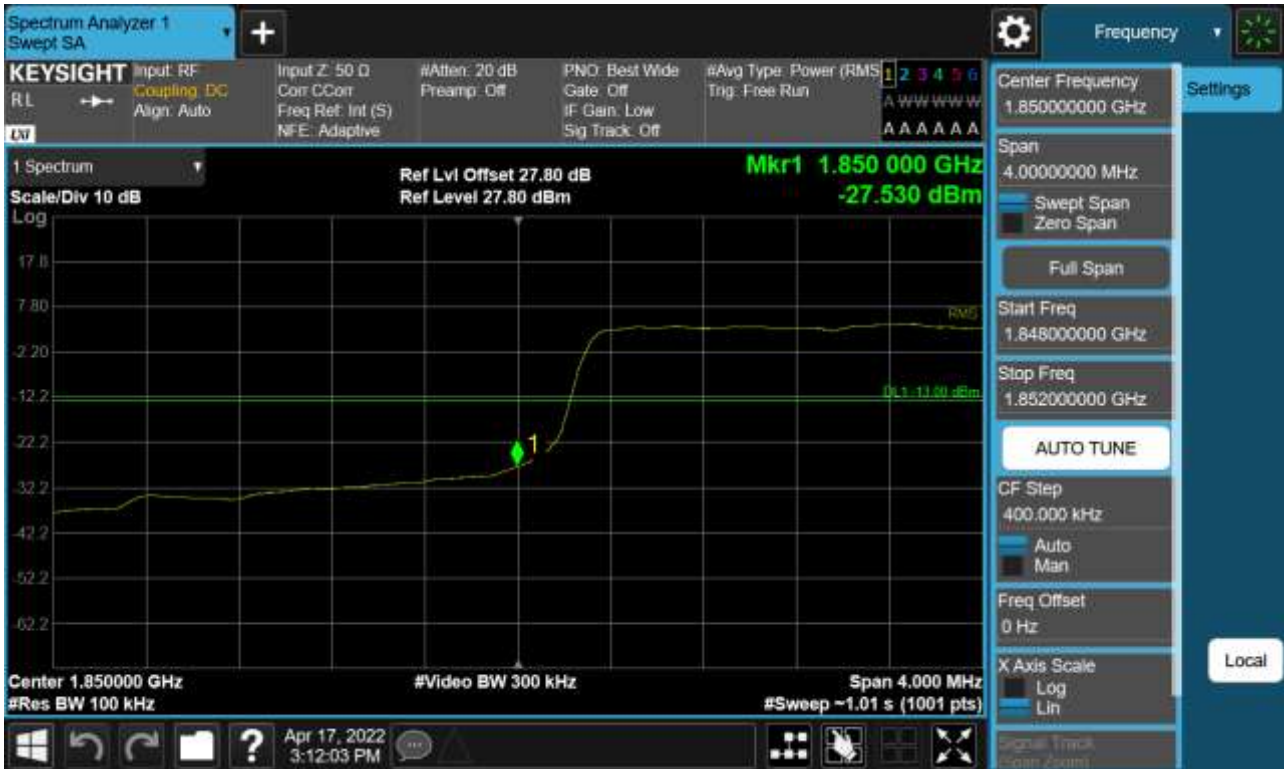 Spectrum Analyzer 1
Swept SA
+
Frequency
KEYSIGHT
RL
LXI
Input: RF
Coupling: DC
Align: Auto
Input Z: 50 Ω
Corr CCorr
Freq Ref: Int (S)
NFE: Adaptive
#Atten: 20 dB
Preamp: Off
PNO: Best Wide
Gate: Off
IF Gain: Low
Sig Track: Off
#Avg Type: Power (RMS
Trig: Free Run
1 2 3 4 5 6
A W W W W W
A A A A A A
1 Spectrum
Scale/Div 10 dB
Log
Ref Lvl Offset 27.80 dB
Ref Level 27.80 dBm
Mkr1 1.850 000 GHz
-27.530 dBm
17.8
7.80
-2.20
-12.2
-22.2
-32.2
-42.2
-52.2
-62.2
RMS
DL1 -13.00 dBm
1
Center 1.850000 GHz
#Res BW 100 kHz
#Video BW 300 kHz
Span 4.000 MHz
#Sweep ~1.01 s (1001 pts)
Center Frequency
1.850000000 GHz
Settings
Span
4.00000000 MHz
Swept Span
Zero Span
Full Span
Start Freq
1.848000000 GHz
Stop Freq
1.852000000 GHz
AUTO TUNE
CF Step
400.000 kHz
Auto
Man
Freq Offset
0 Hz
X Axis Scale
Log
Lin
Local
Signal Track
(Span Zoom)
?
Apr 17, 2022
3:12:03 PM